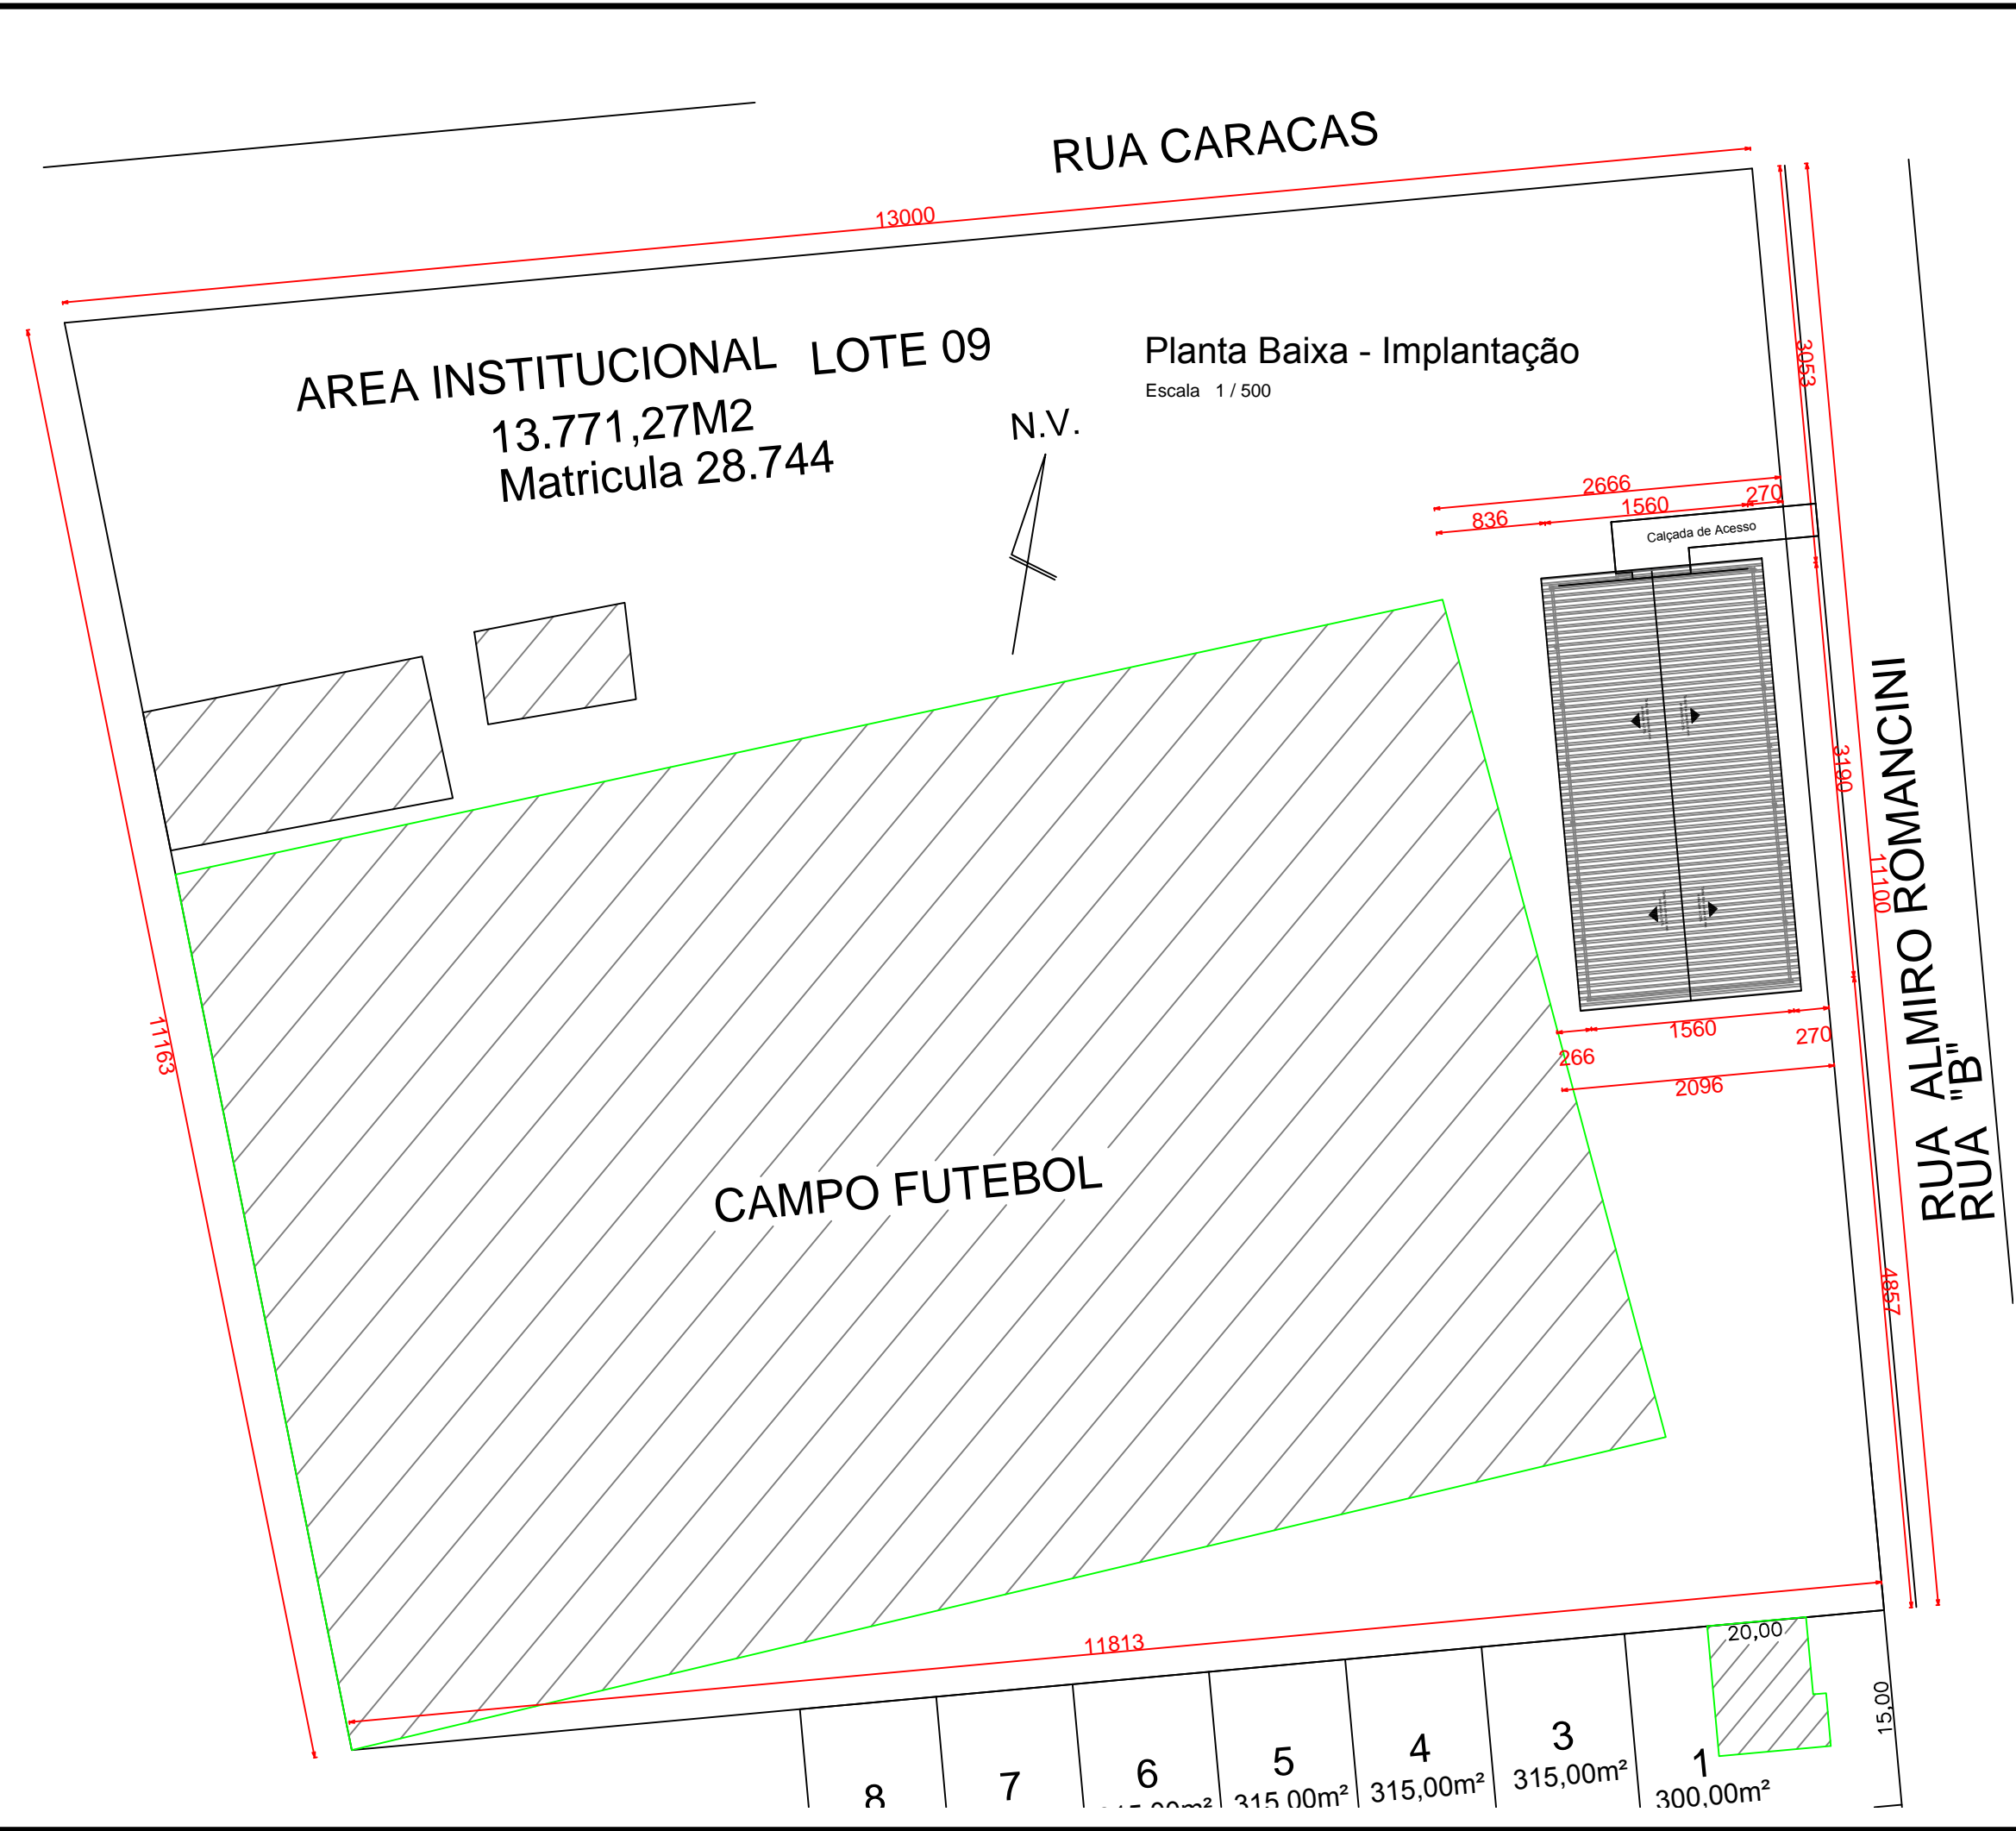 RUA CARACAS
13000
AREA INSTITUCIONAL LOTE 09
13.771,27M2
Matricula 28.744
Planta Baixa - Implantação
Escala 1 / 500
N.V.
3053
2666
836 1560 270
Calçada de Acesso
3190
11100
RUA ALMIRO ROMANCINI
RUA "B"
11163
266 1560 270
2096
CAMPO FUTEBOL
4857
11813
20,00
15,00
8
7
6
5
315,00m²
4
315,00m²
3
315,00m²
1
300,00m²